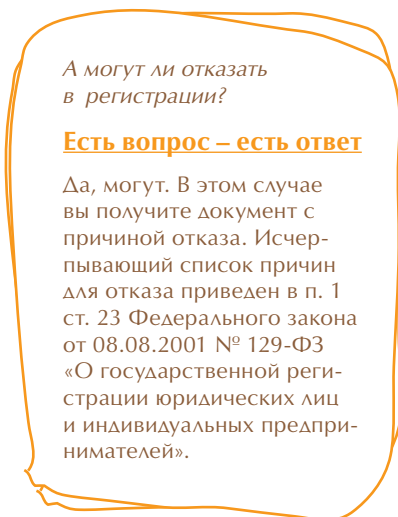 А могут ли отказать
в регистрации?
Есть вопрос – есть ответ
Да, могут. В этом случае
вы получите документ с
причиной отказа. Исчер-
пывающий список причин
для отказа приведен в п. 1
ст. 23 Федерального закона
от 08.08.2001 № 129-ФЗ
«О государственной реги-
страции юридических лиц
и индивидуальных предпри-
нимателей».